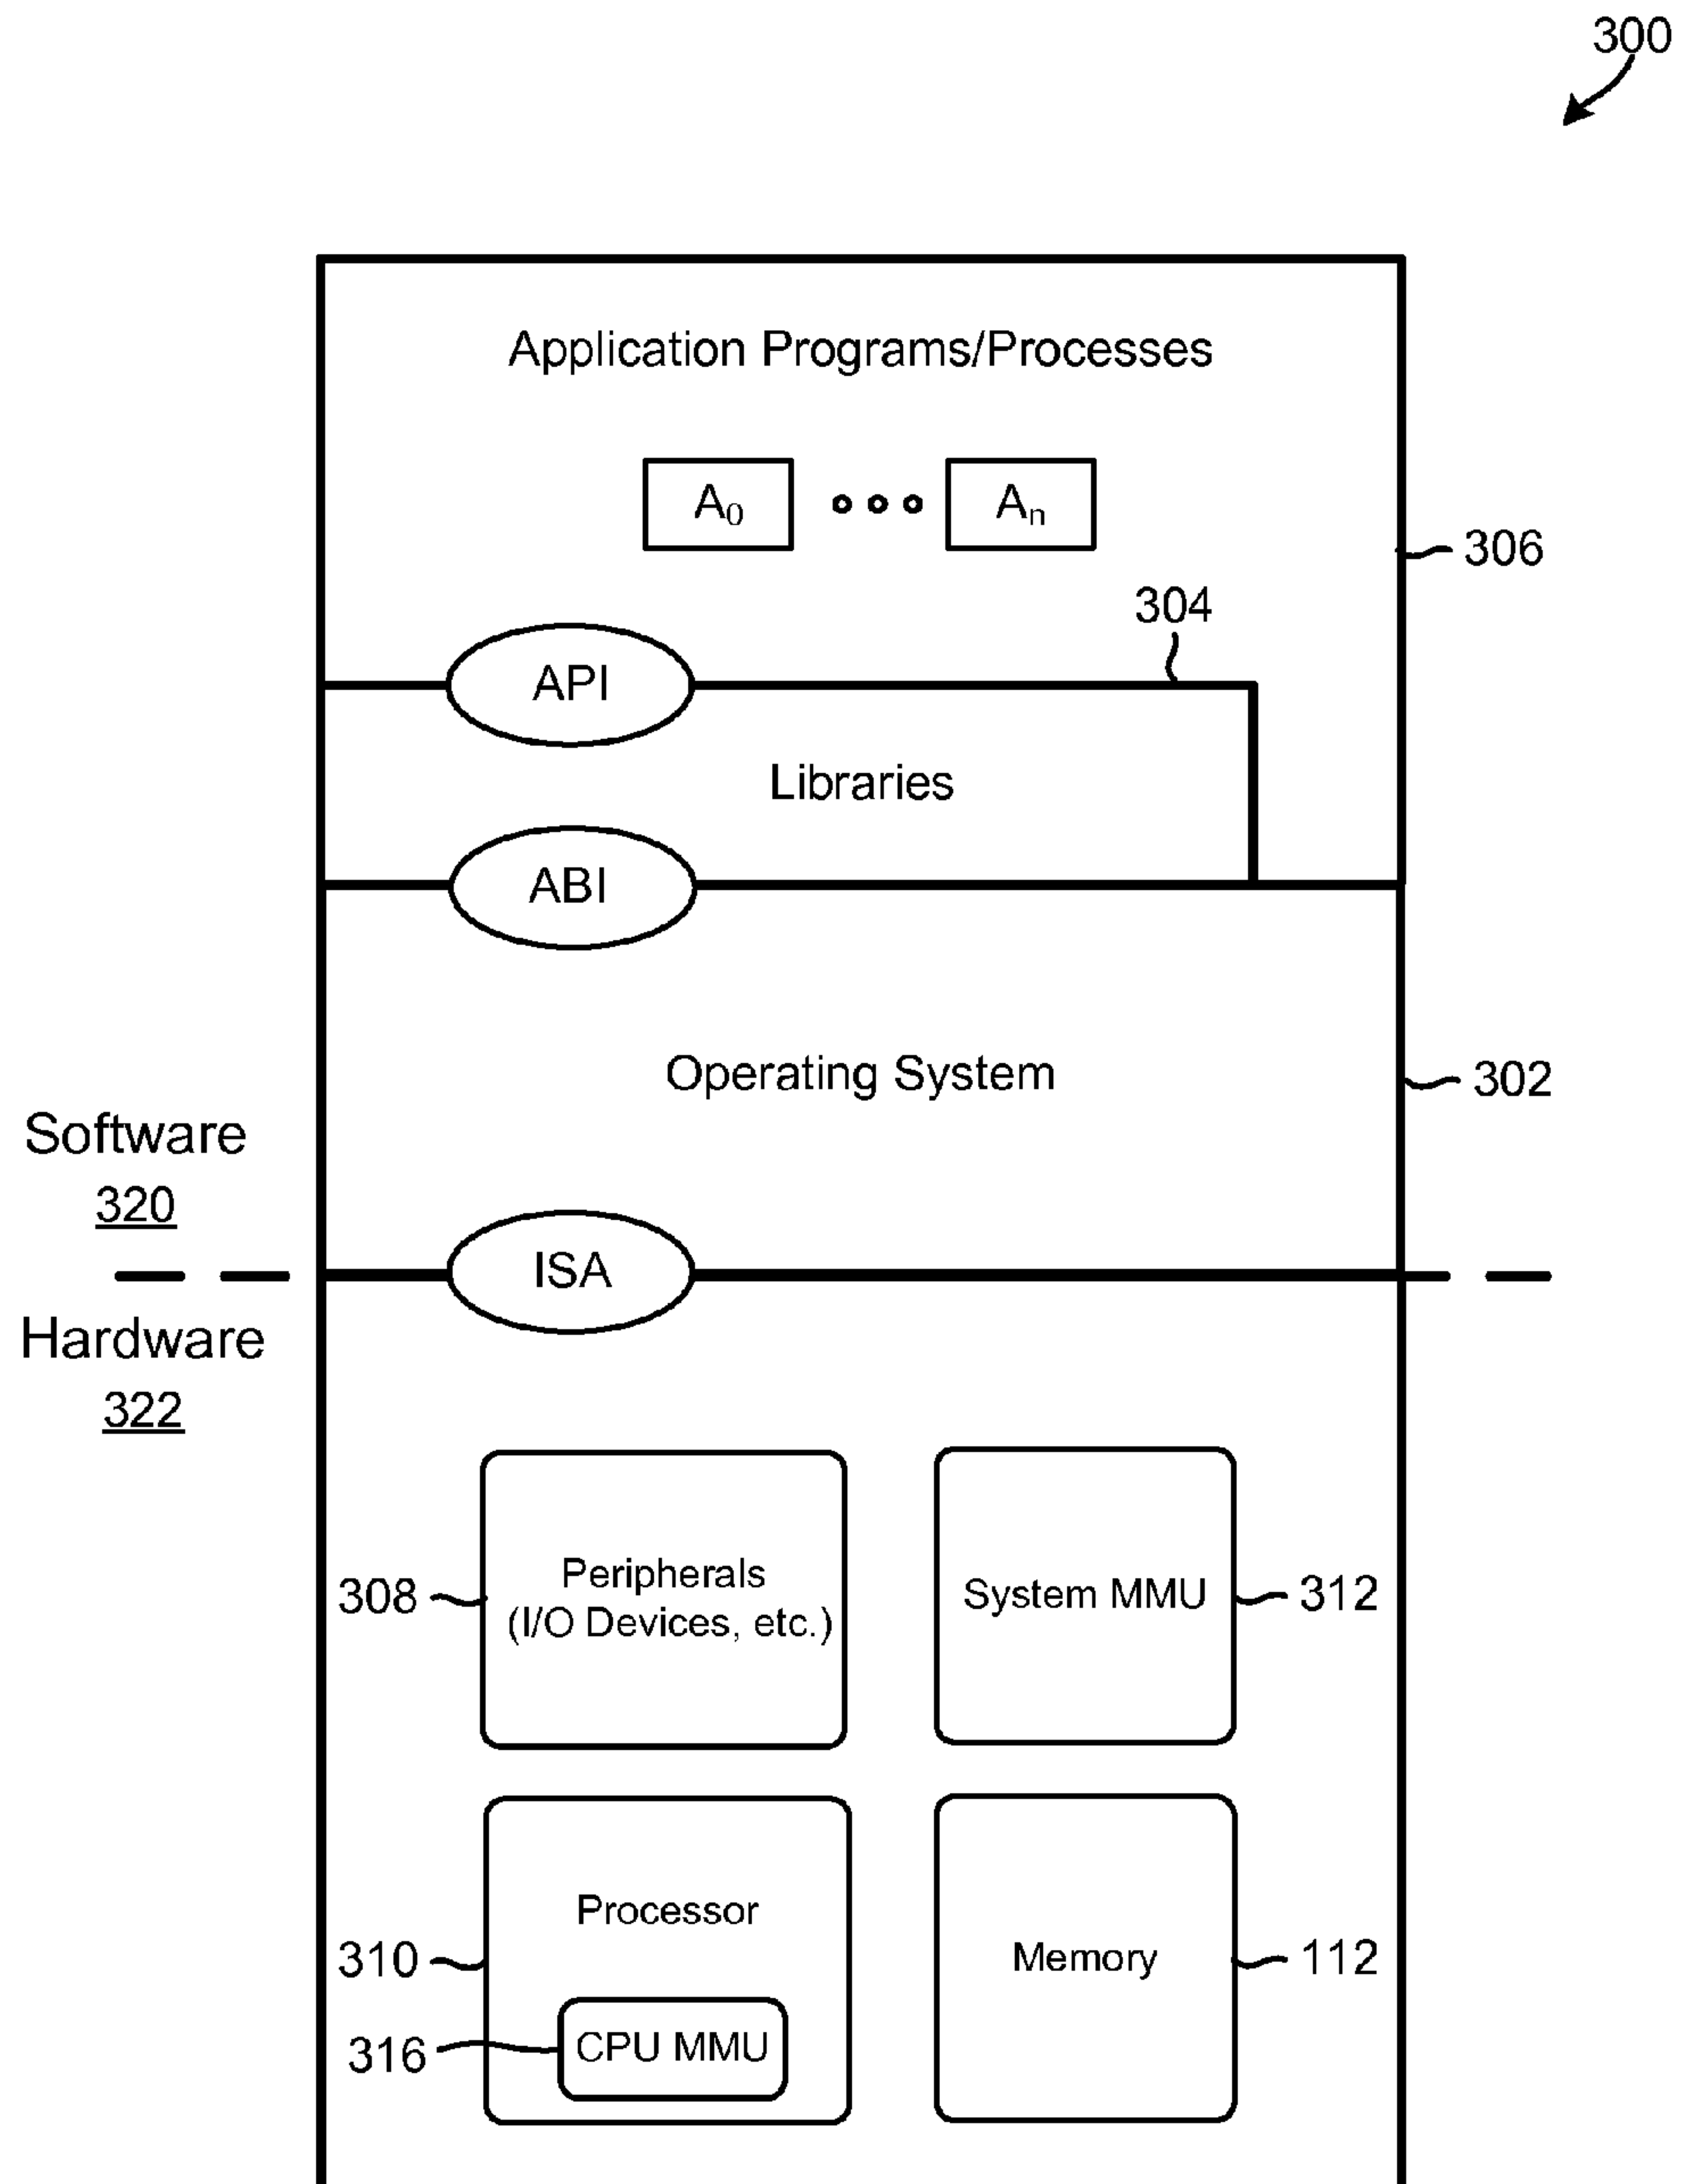 300
Application Programs/Processes
A0
An
306
304
API
Libraries
ABI
Operating System
302
Software
320
ISA
Hardware
322
Peripherals
(I/O Devices, etc.)
308
System MMU
312
Processor
310
Memory
112
CPU MMU
316